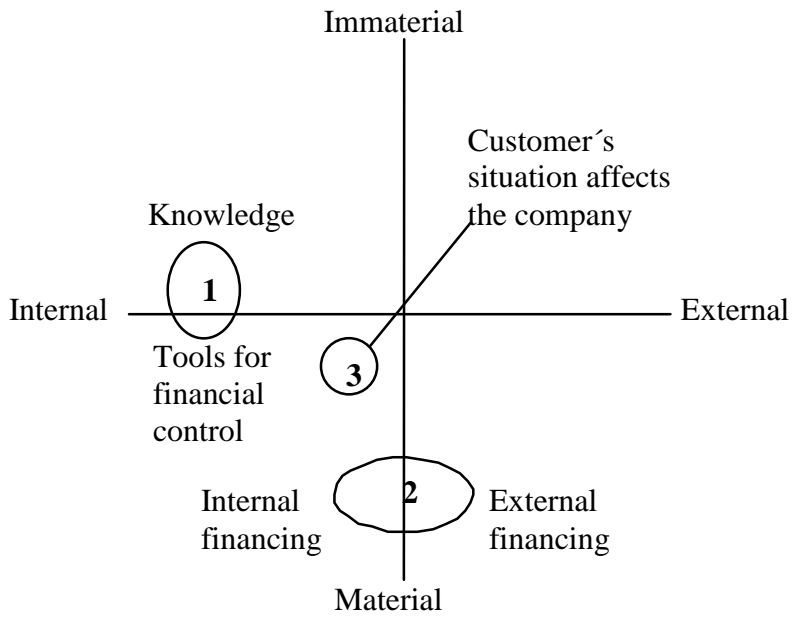 Immaterial
Customer´s
situation affects
the company
Knowledge
1
Internal
External
Tools for
financial
control
3
Internal
financing
2
External
financing
Material